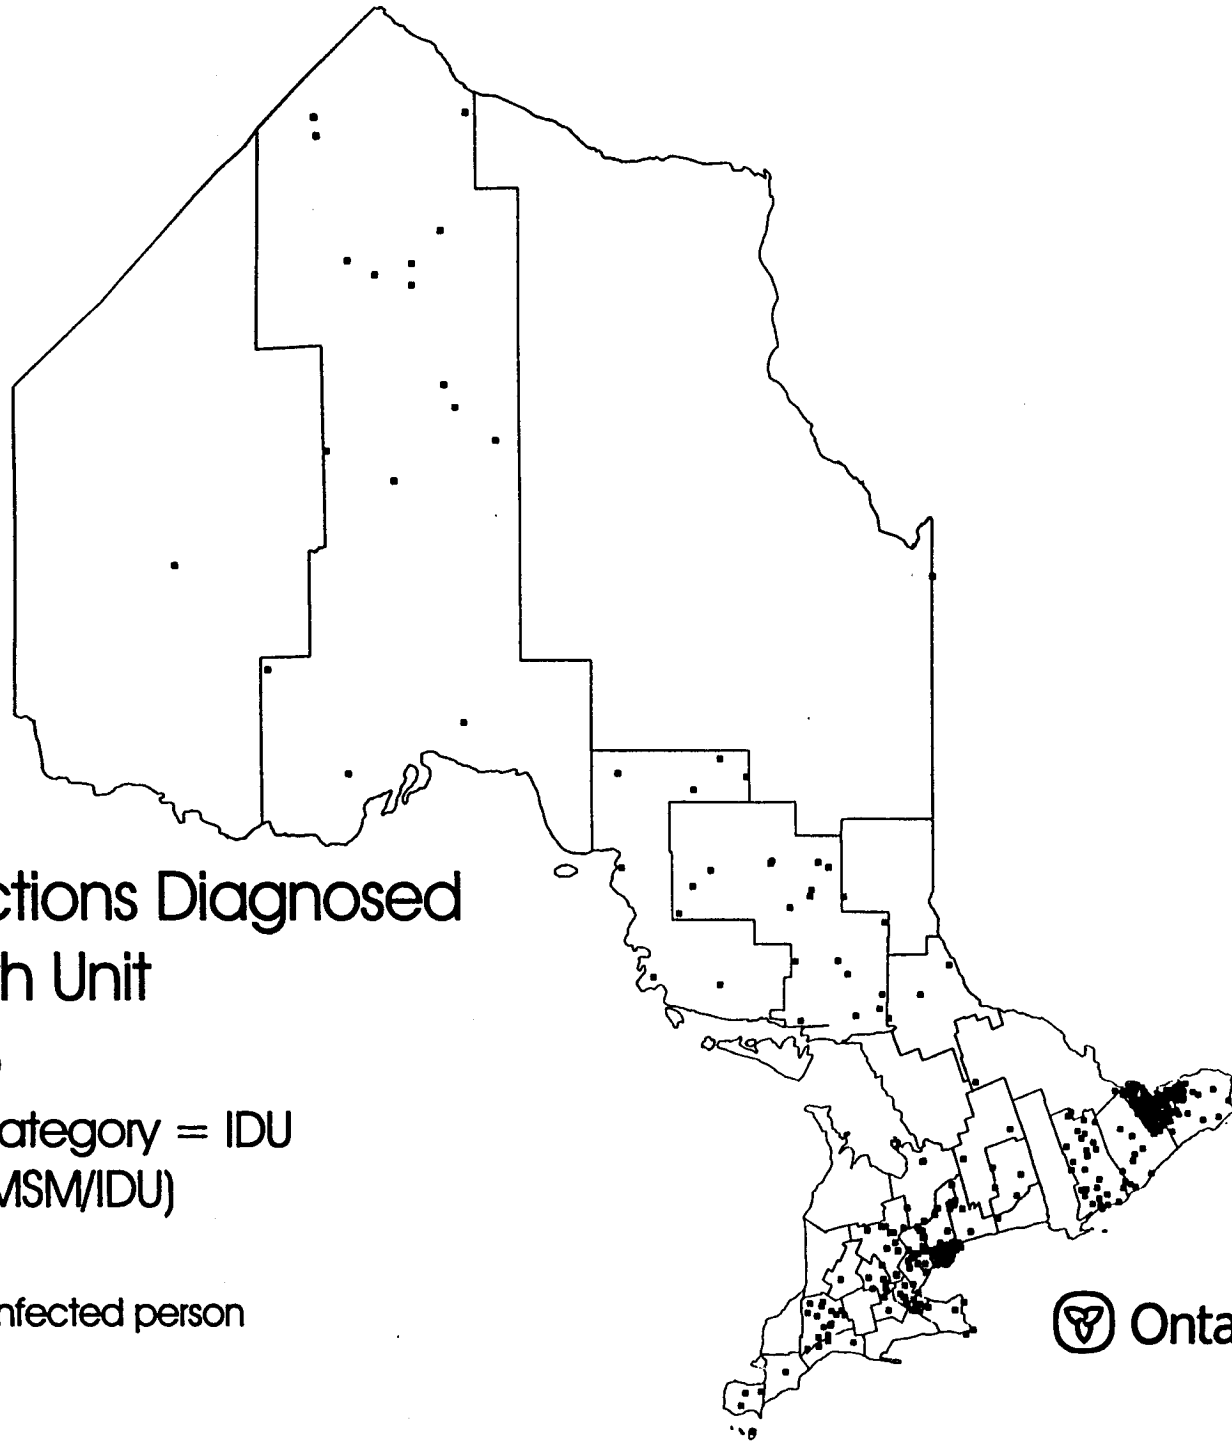 ctions Diagnosed
h Unit
ategory = IDU
MSM/IDU)
nfected person
Onta